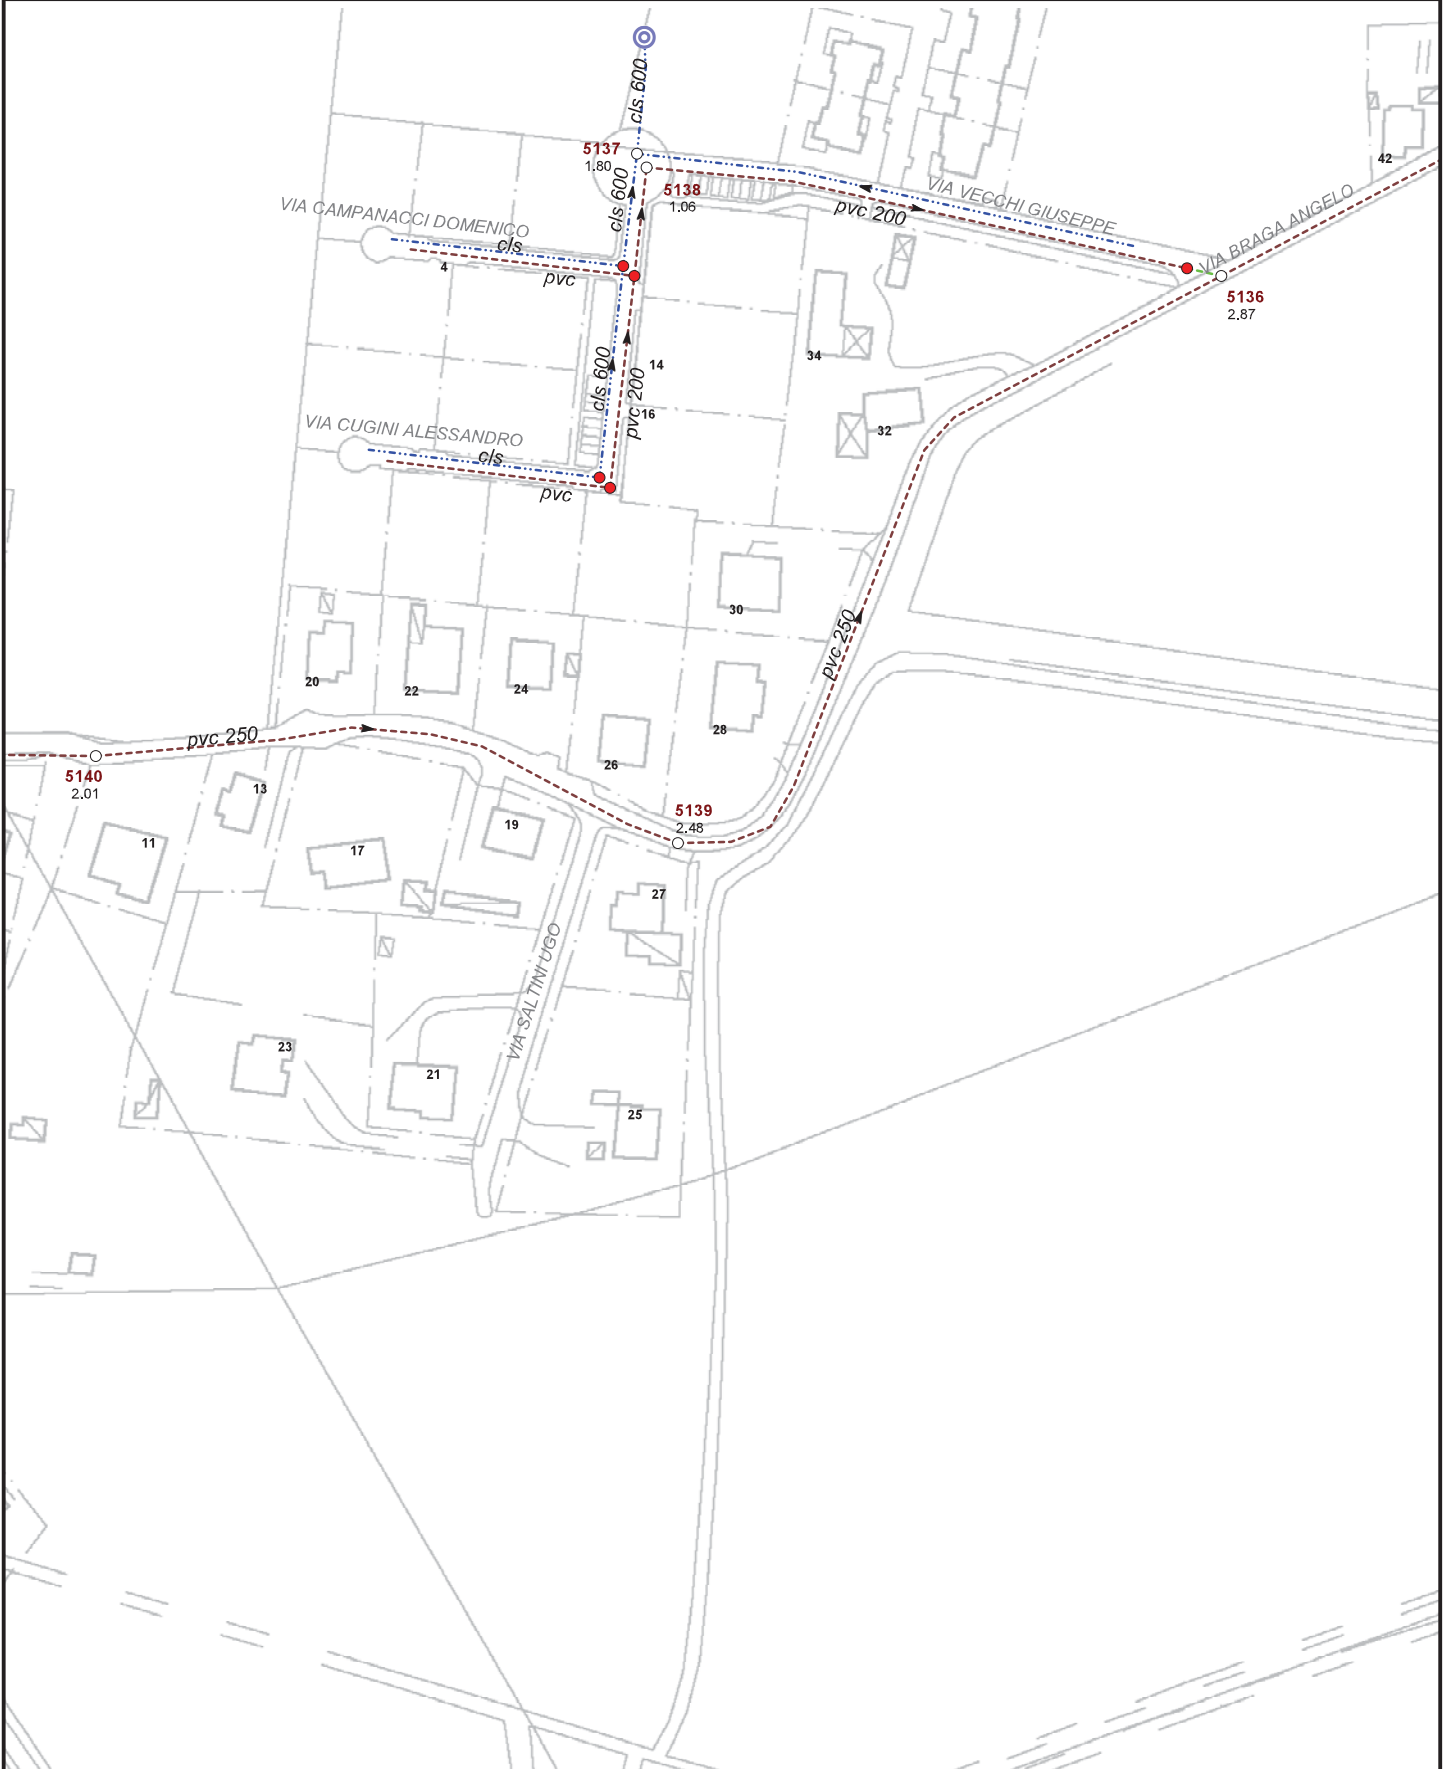 cls 600
5137
1.80
42
5138
1.06
cls 600
VIA VECCHI GIUSEPPE
pvc 200
VIA BRAGA ANGELO
VIA CAMPANACCI DOMENICO
cls
4
pvc
5136
2.87
34
14
cls 600
pvc 200
16
32
VIA CUGINI ALESSANDRO
cls
pvc
30
pvc 250
20
22
24
28
pvc 250
26
5140
2.01
13
5139
2.48
19
11
17
27
VIA SALTINI UGO
23
21
25